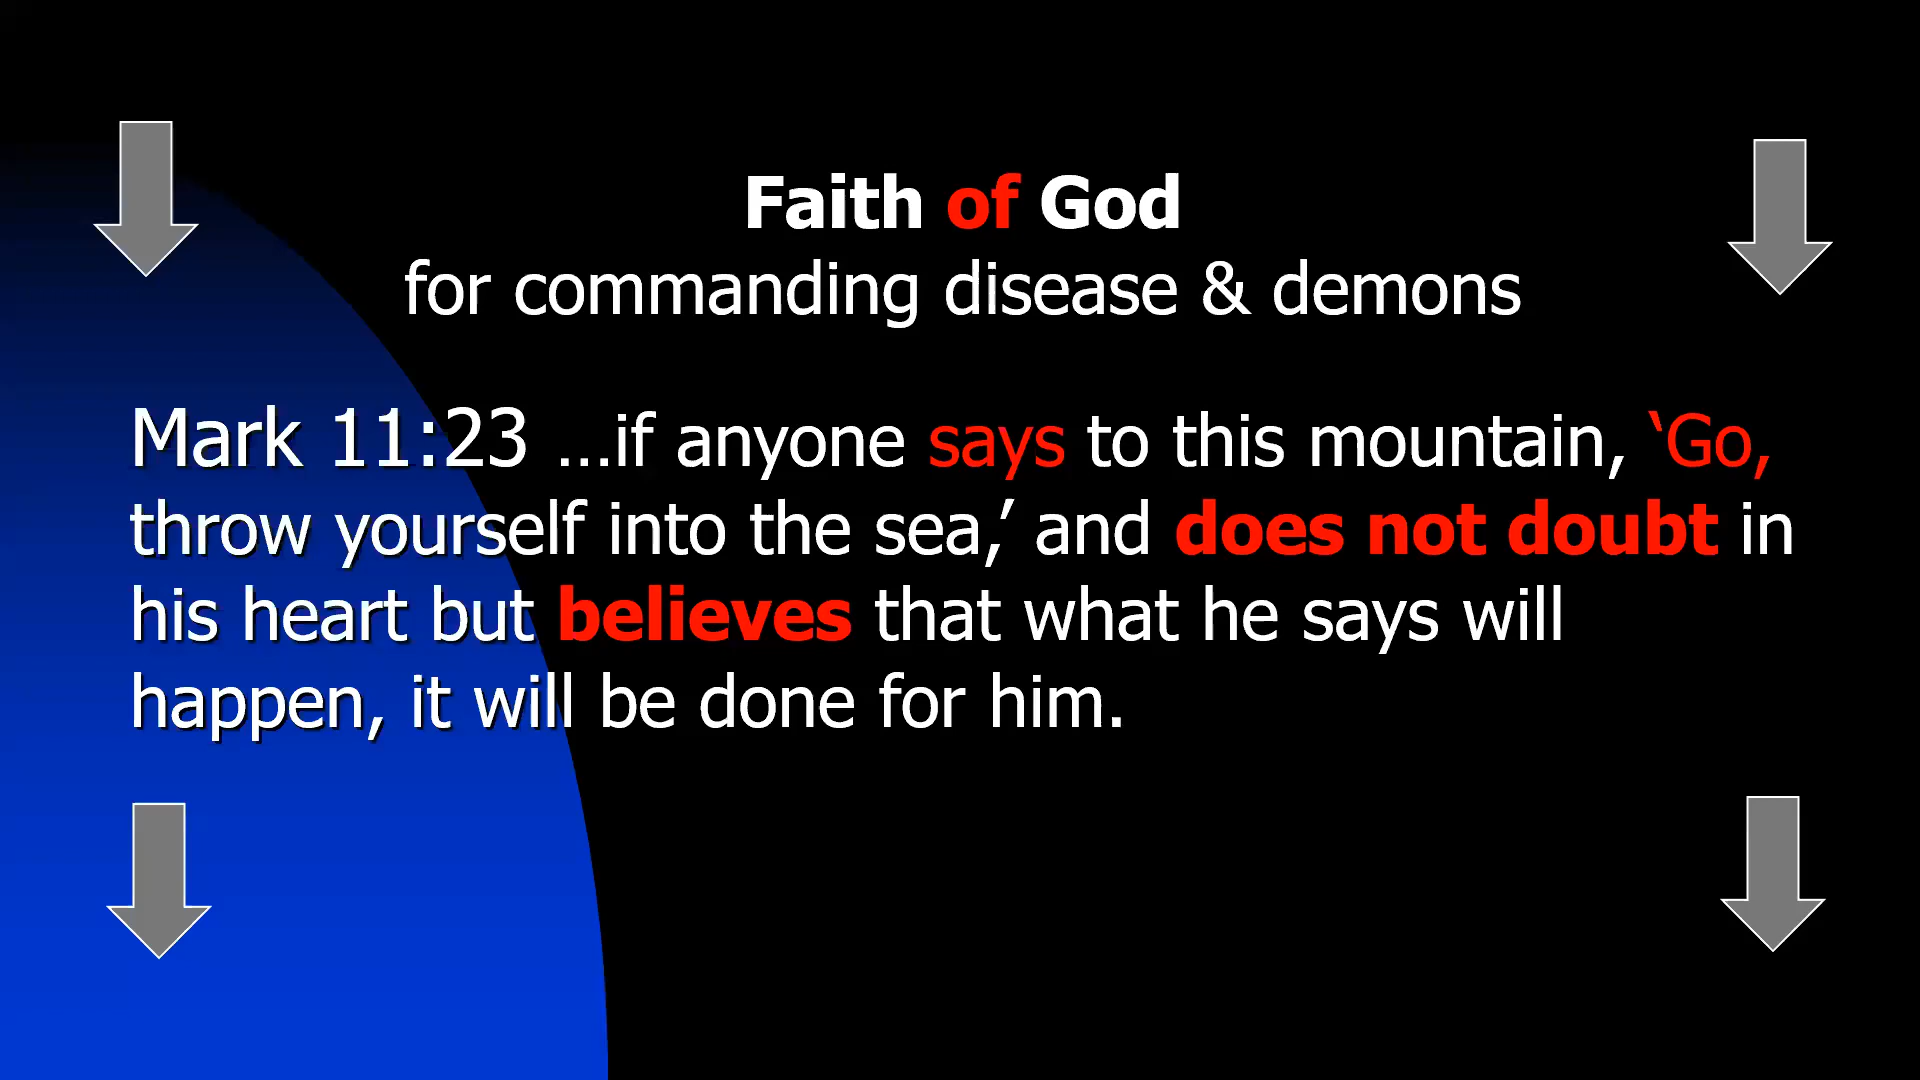 Faith of God
for commanding disease & demons
Mark 11:23 …if anyone says to this mountain, ‘Go,
throw yourself into the sea,’ and does not doubt in
his heart but believes that what he says will
happen, it will be done for him.